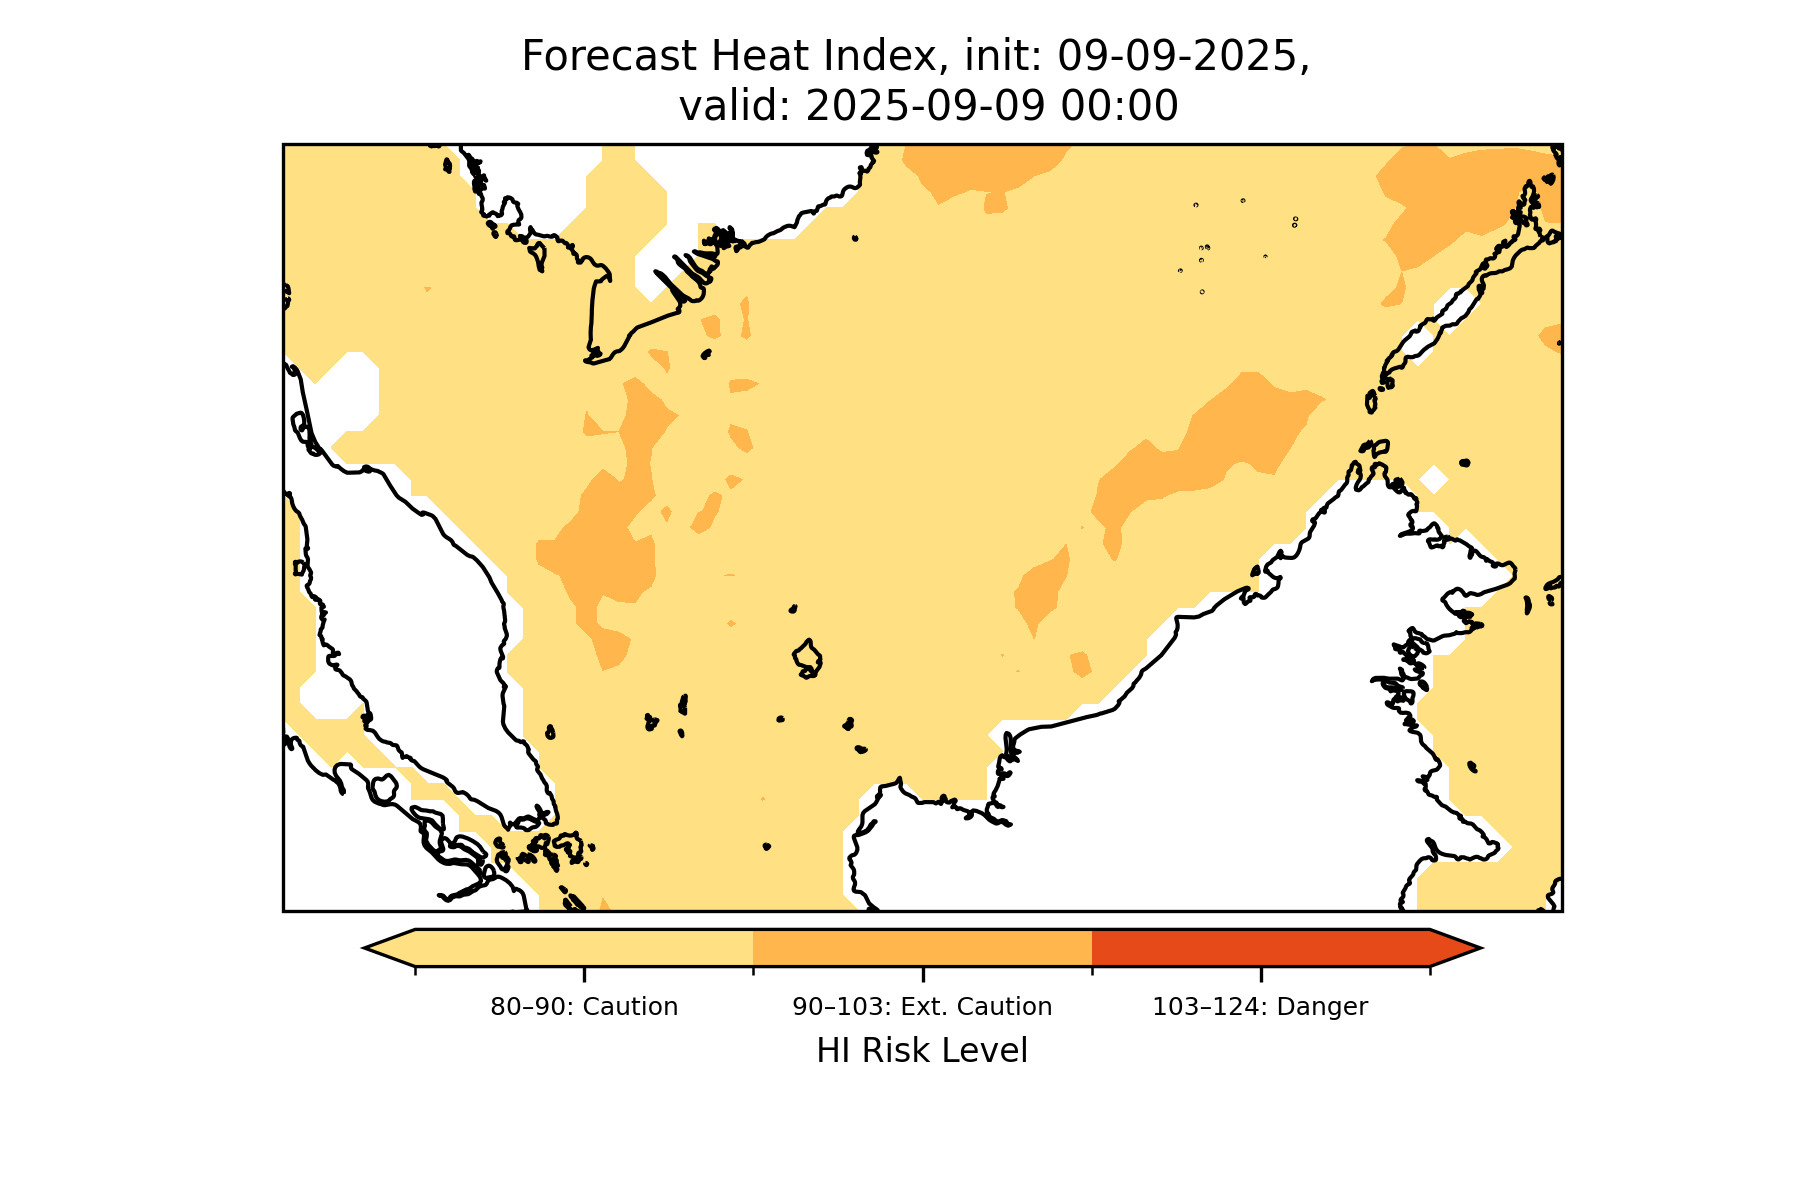 Forecast Heat Index, init: 09-09-2025,
valid: 2025-09-09 00:00
80–90: Caution
90–103: Ext. Caution
103–124: Danger
HI Risk Level